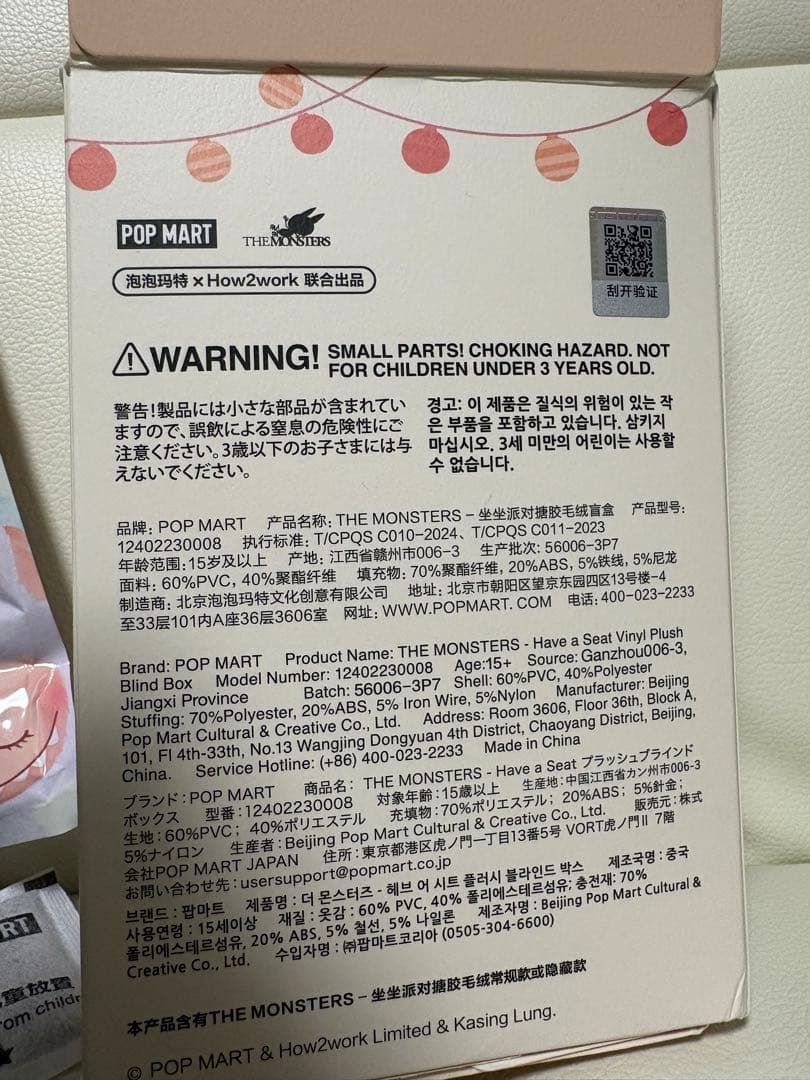 POP MART
THE MONSTERS
泡泡玛特 × How2work 联合出品
刮开验证
WARNING! SMALL PARTS! CHOKING HAZARD. NOT
FOR CHILDREN UNDER 3 YEARS OLD.
警告!製品には小さな部品が含まれてい
ますので、誤飲による窒息の危険性にご
注意ください。3歳以下のお子さまには与
えないでください。
경고: 이 제품은 질식의 위험이 있는 작
은 부품을 포함하고 있습니다. 삼키지
마십시오. 3세 미만의 어린이는 사용할
수 없습니다.
品牌: POP MART 产品名称: THE MONSTERS – 坐坐派对搪胶毛绒盲盒 产品型号:
12402230008 执行标准: T/CPQS C010-2024、T/CPQS C011-2023
年龄范围:15岁及以上 产地: 江西省赣州市006-3 生产批次: 56006-3P7
面料: 60%PVC, 40%聚酯纤维 填充物: 70%聚酯纤维, 20%ABS, 5%铁线, 5%尼龙
制造商: 北京泡泡玛特文化创意有限公司 地址: 北京市朝阳区望京东园四区13号楼-4
至33层101内A座36层3606室 网址: WWW.POPMART. COM 电话:400-023-2233
Brand: POP MART Product Name: THE MONSTERS - Have a Seat Vinyl Plush
Blind Box Model Number: 12402230008 Age:15+ Source: Ganzhou006-3,
Jiangxi Province Batch: 56006-3P7 Shell: 60%PVC, 40%Polyester
Stuffing: 70%Polyester, 20%ABS, 5% Iron Wire, 5%Nylon Manufacturer: Beijing
Pop Mart Cultural & Creative Co., Ltd. Address: Room 3606, Floor 36th, Block A,
101, Fl 4th-33th, No.13 Wangjing Dongyuan 4th District, Chaoyang District, Beijing,
China. Service Hotline: (+86) 400-023-2233 Made in China
ブランド: POP MART 商品名: THE MONSTERS - Have a Seat プラッシュブラインド
ボックス 型番: 12402230008 対象年齢: 15歳以上 生産地:中国江西省カン州市006-3
生地: 60%PVC; 40%ポリエステル 充填物: 70%ポリエステル; 20%ABS; 5%針金;
5%ナイロン 生産者: Beijing Pop Mart Cultural & Creative Co., Ltd. 販売元: 株式
会社POP MART JAPAN 住所: 東京都港区虎ノ門一丁目13番5号 VORT虎ノ門II 7階
お問い合わせ先: usersupport@popmart.co.jp
브랜드 : 팝마트 제품명 : 더 몬스터즈 - 헤브 어 시트 플러시 블라인드 박스 제조국명 : 중국
사용연령 : 15세이상 재질 : 옷감 : 60% PVC, 40% 폴리에스테르섬유; 충전재: 70%
폴리에스테르섬유, 20% ABS, 5% 철선, 5% 나일론 제조자명 : Beijing Pop Mart Cultural &
Creative Co., Ltd. 수입자명 : ㈜팝마트코리아 (0505-304-6600)
本产品含有THE MONSTERS – 坐坐派对搪胶毛绒常规款或隐藏款
© POP MART & How2work Limited & Kasing Lung.
RT
童放置
rom childr